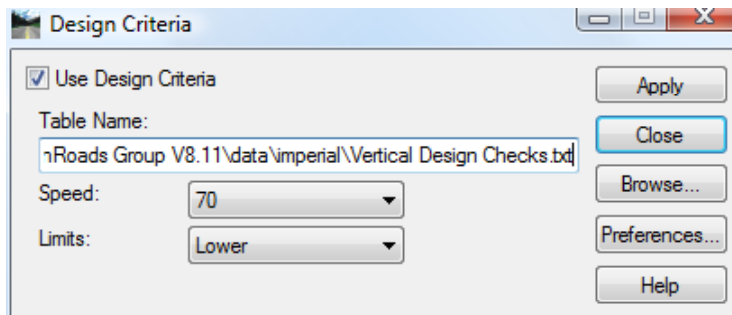 Design Criteria
Use Design Criteria
Table Name:
nRoads Group V8.11\data\imperial\Vertical Design Checks.txt
Speed: 70
Limits: Lower
Apply
Close
Browse...
Preferences...
Help